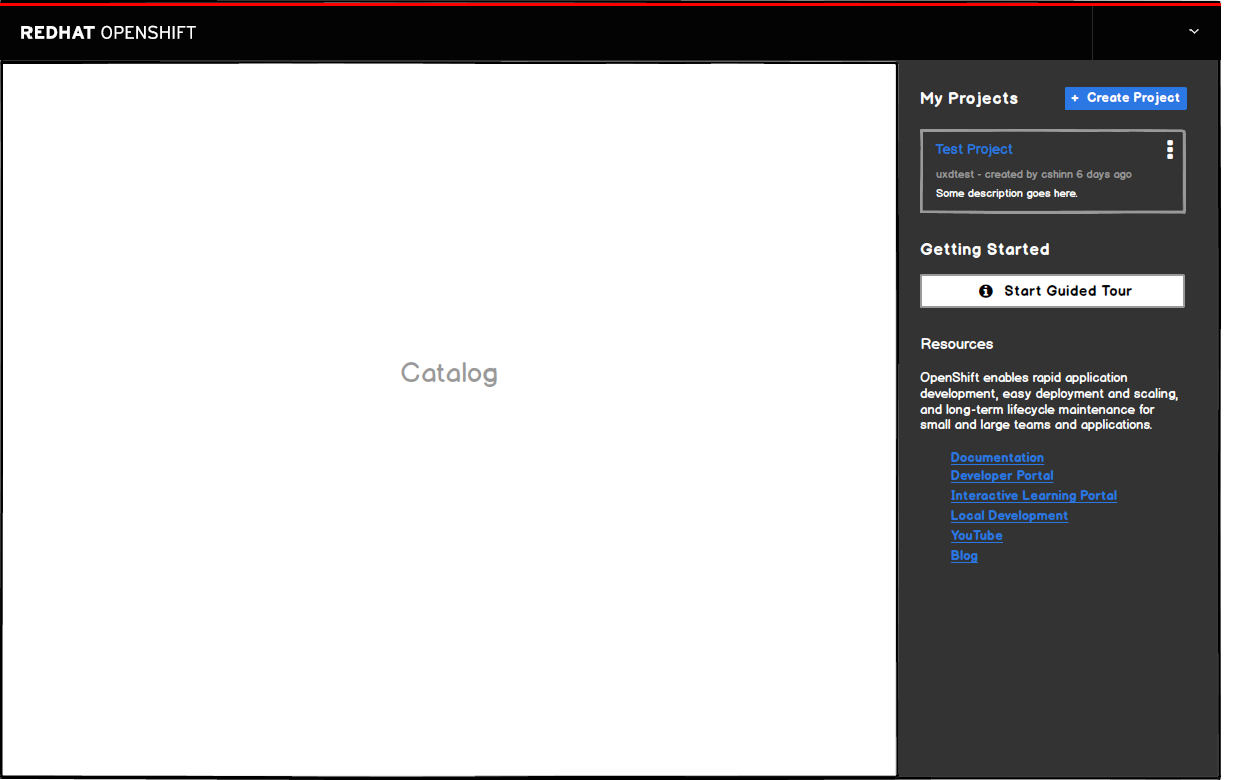 REDHAT OPENSHIFT
Catalog
My Projects
+ Create Project
Test Project
uxdtest - created by cshinn 6 days ago
Some description goes here.
Getting Started
Start Guided Tour
Resources
OpenShift enables rapid application
development, easy deployment and scaling,
and long-term lifecycle maintenance for
small and large teams and applications.
Documentation
Developer Portal
Interactive Learning Portal
Local Development
YouTube
Blog